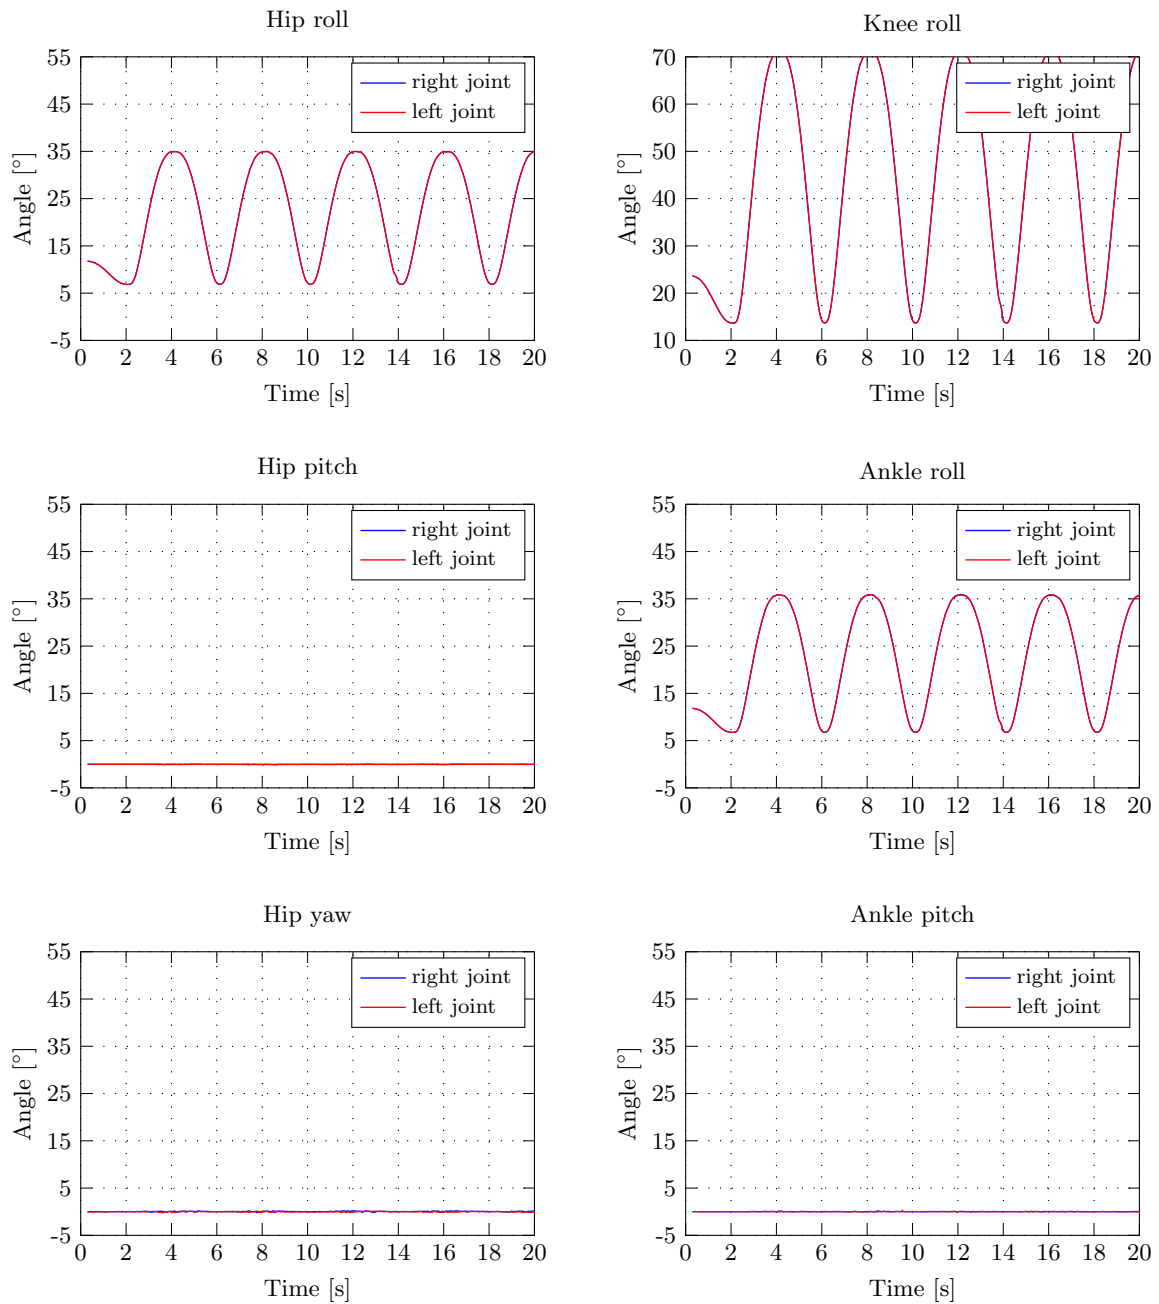 Hip roll
55
45
35
25
15
5
-5
Angle [°]
right joint
left joint
0 2 4 6 8 10 12 14 16 18 20
Time [s]
Knee roll
70
60
50
40
30
20
10
Angle [°]
right joint
left joint
0 2 4 6 8 10 12 14 16 18 20
Time [s]
Hip pitch
55
45
35
25
15
5
-5
Angle [°]
right joint
left joint
0 2 4 6 8 10 12 14 16 18 20
Time [s]
Ankle roll
55
45
35
25
15
5
-5
Angle [°]
right joint
left joint
0 2 4 6 8 10 12 14 16 18 20
Time [s]
Hip yaw
55
45
35
25
15
5
-5
Angle [°]
right joint
left joint
0 2 4 6 8 10 12 14 16 18 20
Time [s]
Ankle pitch
55
45
35
25
15
5
-5
Angle [°]
right joint
left joint
0 2 4 6 8 10 12 14 16 18 20
Time [s]